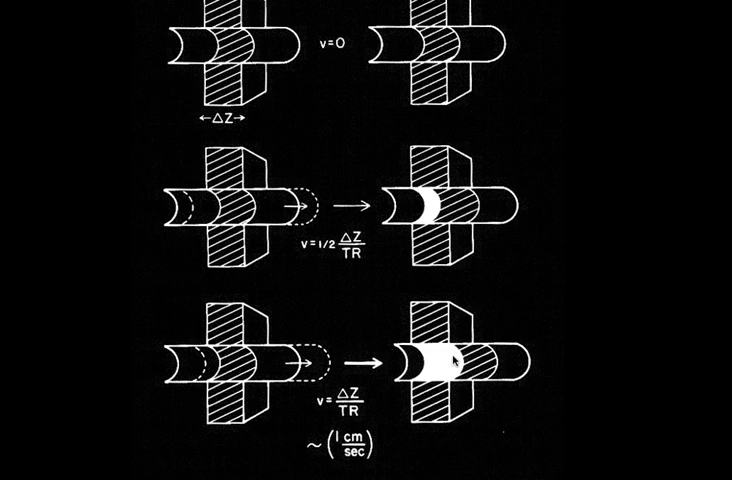 v=0
←ΔZ→
v=1/2 ΔZ/TR
v= ΔZ/TR
~(1 cm/sec)